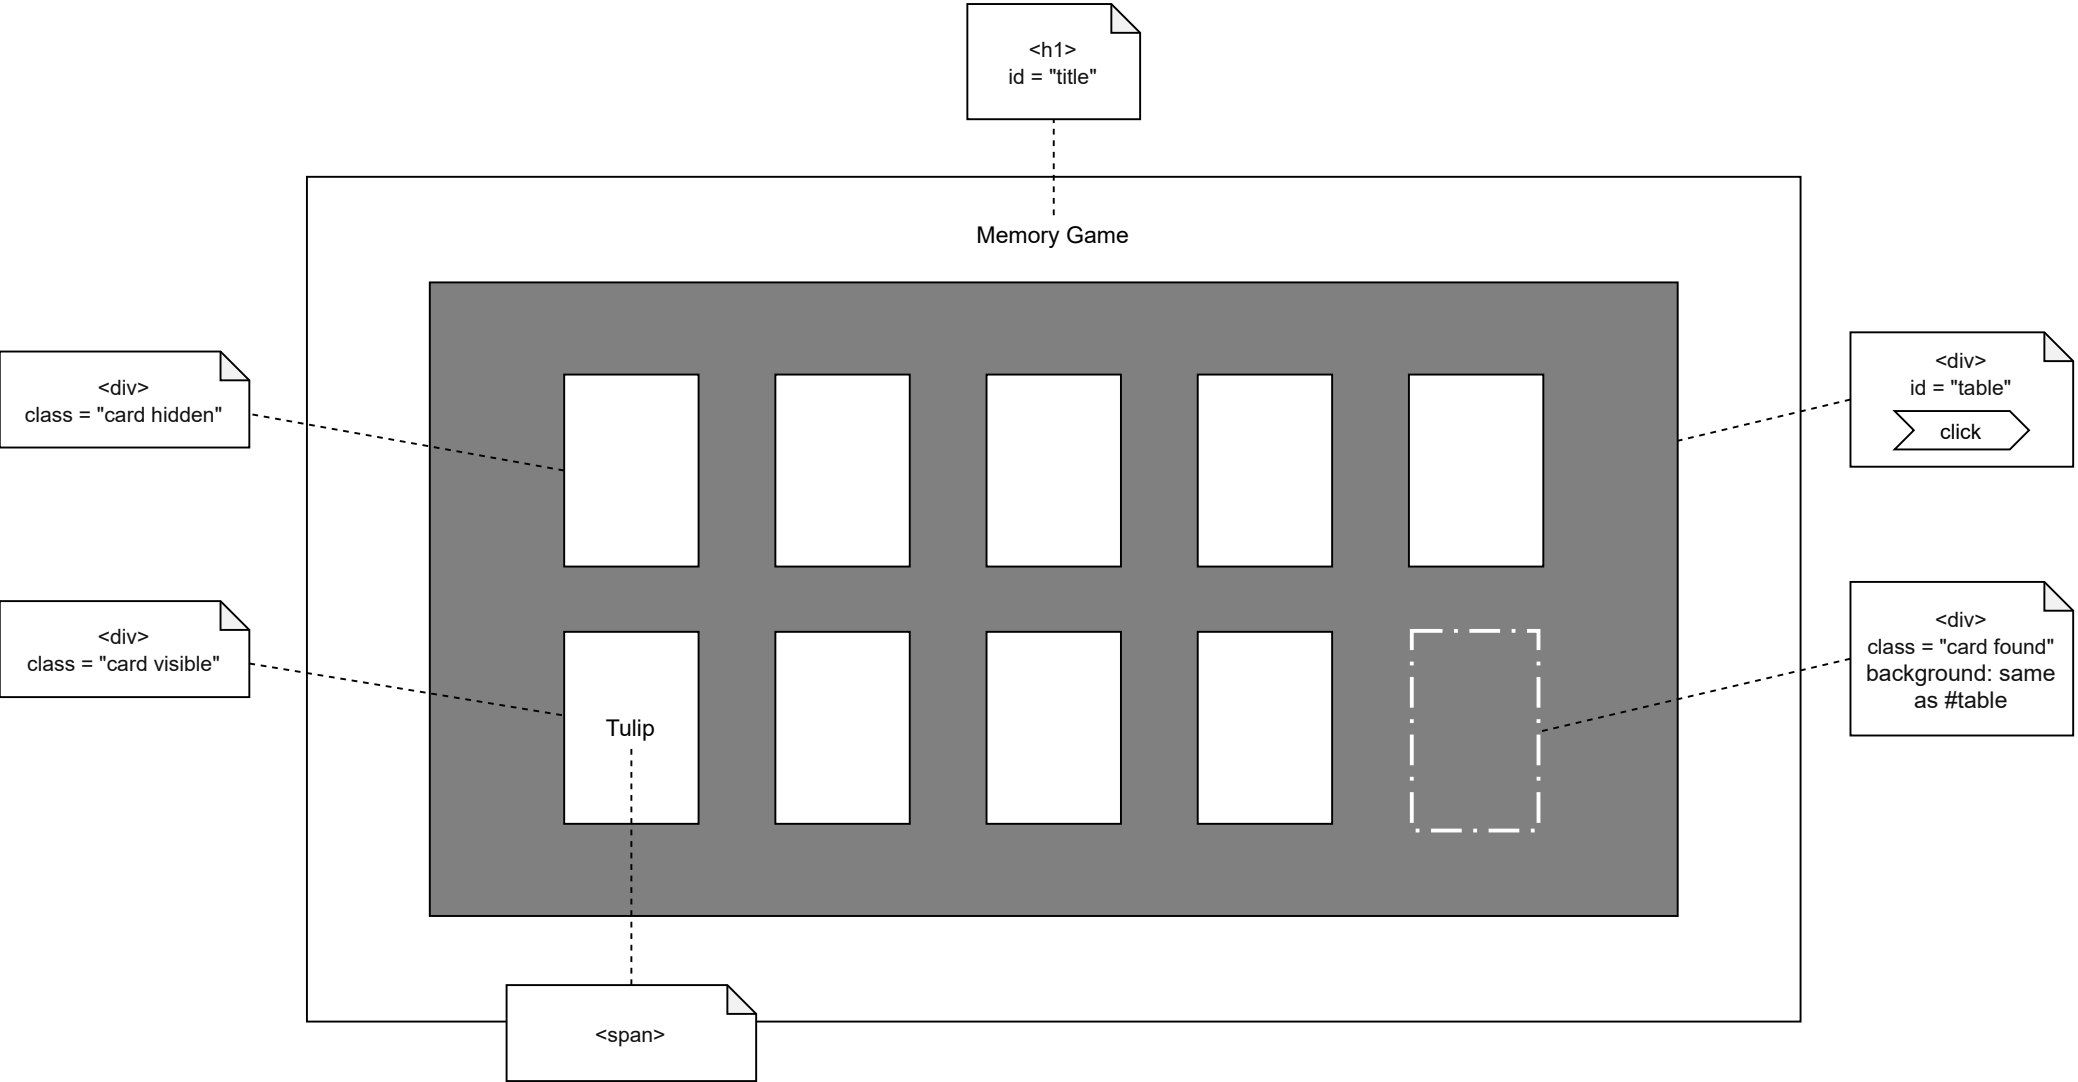 <h1>
id = "title"
Memory Game
<div>
class = "card hidden"
<div>
id = "table"
click
<div>
class = "card visible"
<div>
class = "card found"
background: same
as #table
Tulip
<span>